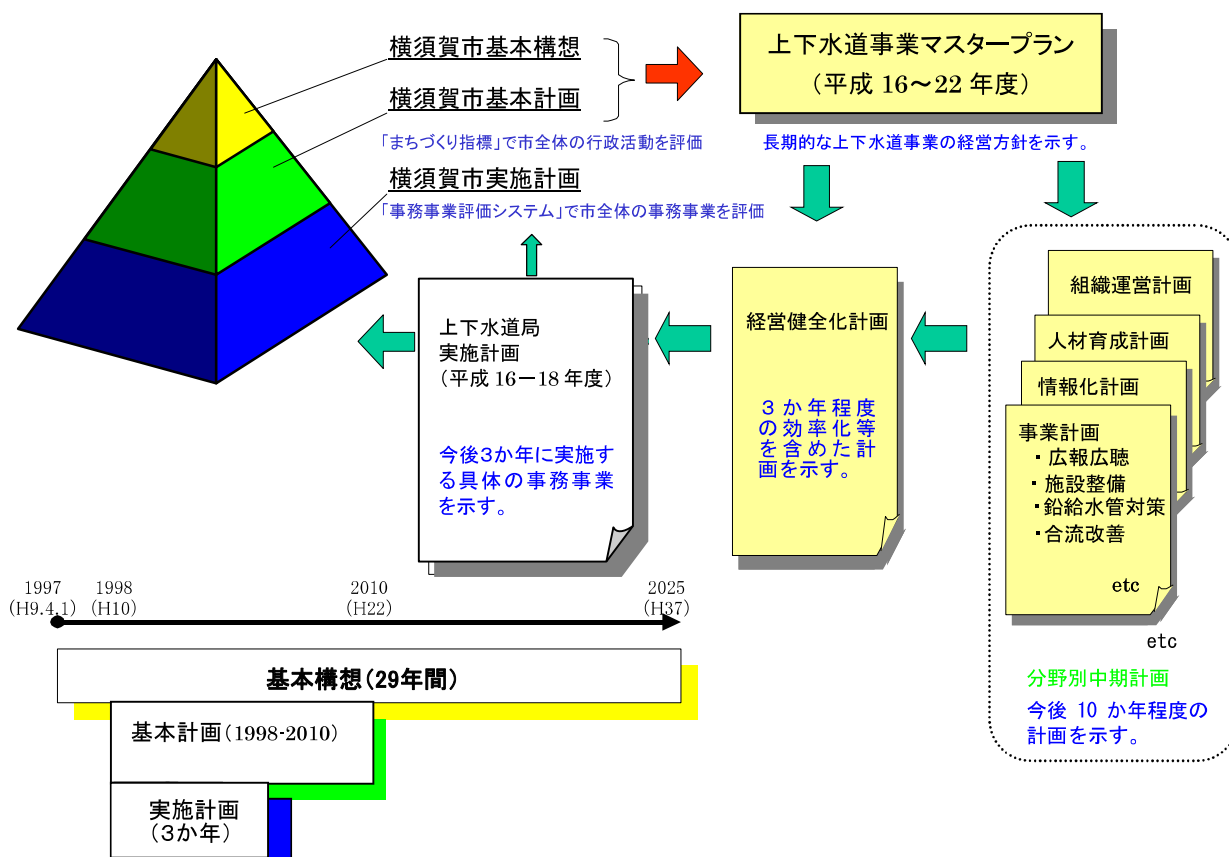 横須賀市基本構想
横須賀市基本計画
「まちづくり指標」で市全体の行政活動を評価
横須賀市実施計画
「事務事業評価システム」で市全体の事務事業を評価
上下水道事業マスタープラン
(平成 16～22 年度)
長期的な上下水道事業の経営方針を示す。
上下水道局
実施計画
(平成 16－18 年度)
今後3か年に実施す
る具体の事務事業
を示す。
経営健全化計画
3 か年程度
の効率化等
を含めた計
画を示す。
組織運営計画
人材育成計画
情報化計画
事業計画
・広報広聴
・施設整備
・鉛給水管対策
・合流改善
etc
etc
分野別中期計画
今後 10 か年程度の
計画を示す。
1997
(H9.4.1)
1998
(H10)
2010
(H22)
2025
(H37)
基本構想(29年間)
基本計画(1998-2010)
実施計画
(3か年)